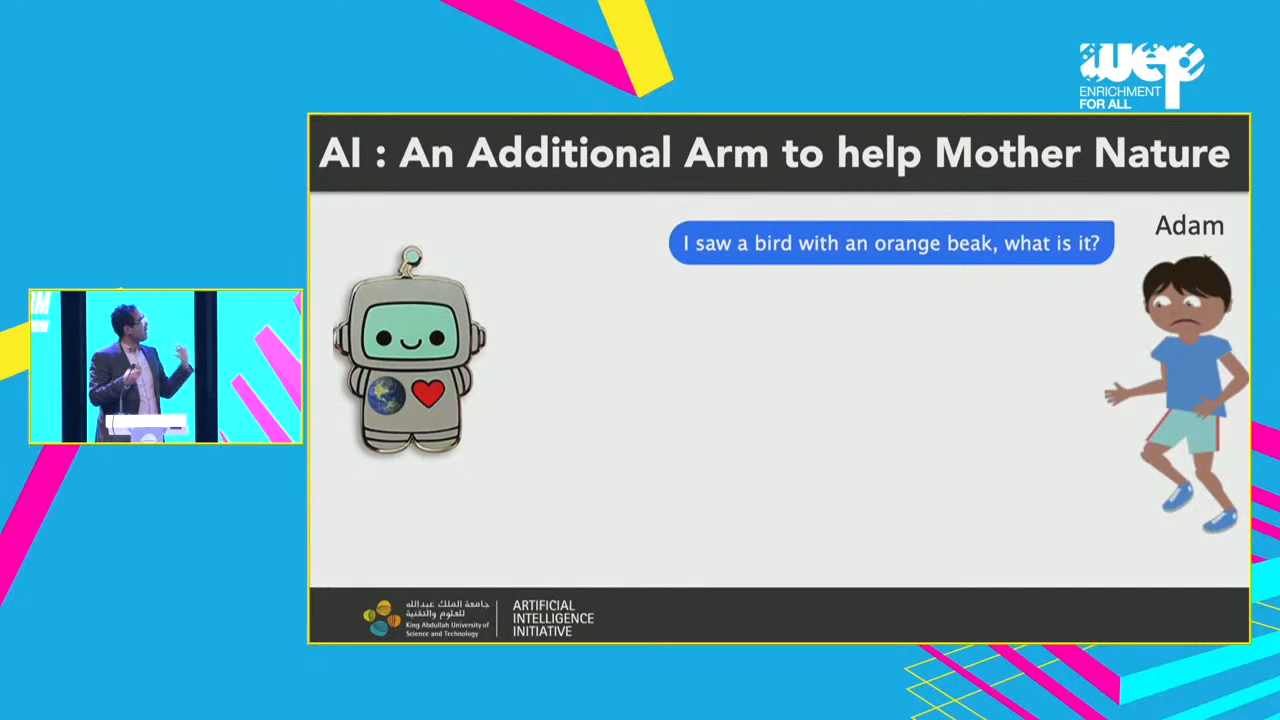 wep
ENRICHMENT
FOR ALL
AI : An Additional Arm to help Mother Nature
Adam
I saw a bird with an orange beak, what is it?
جامعة الملك عبدالله
للعلوم والتقنية
King Abdullah University of
Science and Technology
ARTIFICIAL
INTELLIGENCE
INITIATIVE